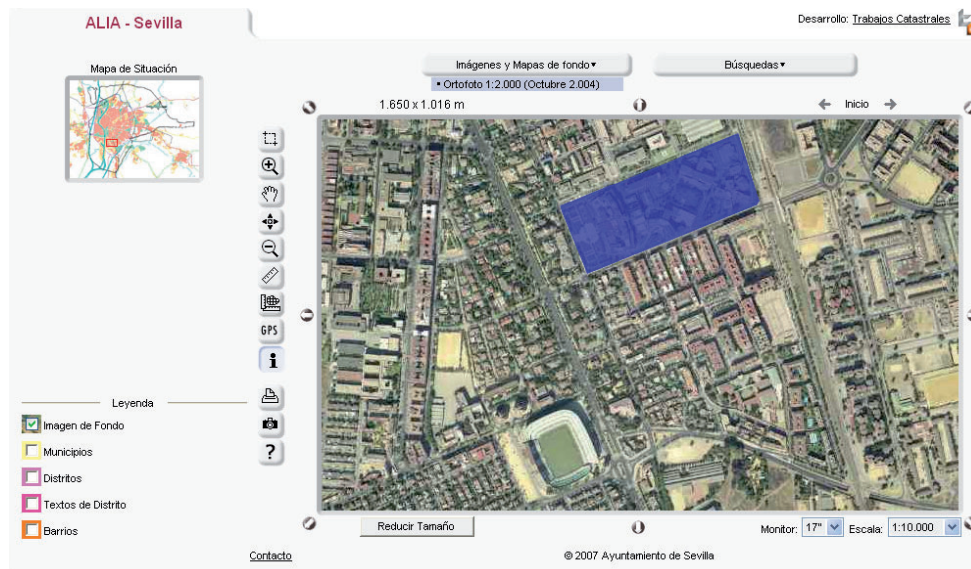 ALIA - Sevilla
Desarrollo: Trabajos Catastrales
Mapa de Situación
Imágenes y Mapas de fondo
Búsquedas
• Ortofoto 1:2.000 (Octubre 2.004)
1.650 x 1.016 m
Inicio
GPS
i
?
Leyenda
Imagen de Fondo
Municipios
Distritos
Textos de Distrito
Barrios
Reducir Tamaño
Monitor: 17" Escala: 1:10.000
Contacto
© 2007 Ayuntamiento de Sevilla